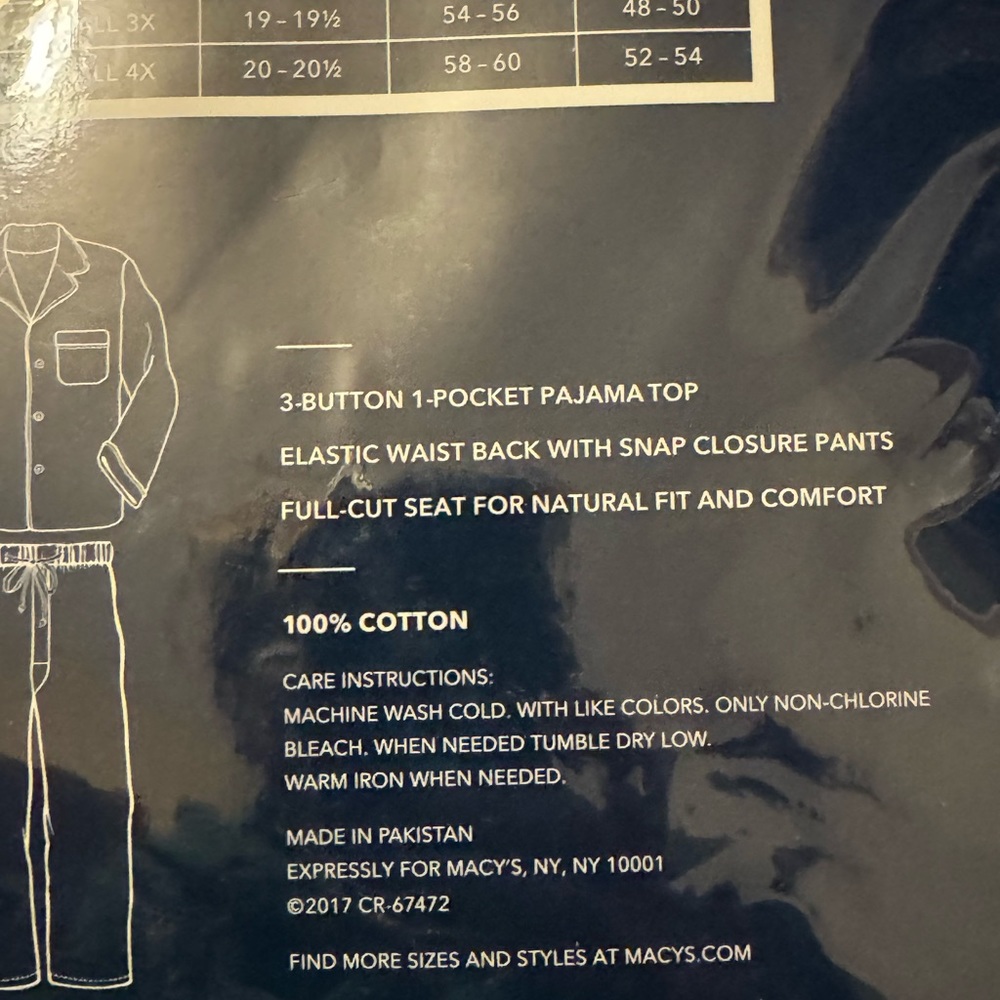 ALL 3X 19 - 19½ 54 - 56 48 - 50
ALL 4X 20 - 20½ 58 - 60 52 - 54
3-BUTTON 1-POCKET PAJAMA TOP
ELASTIC WAIST BACK WITH SNAP CLOSURE PANTS
FULL-CUT SEAT FOR NATURAL FIT AND COMFORT
100% COTTON
CARE INSTRUCTIONS:
MACHINE WASH COLD. WITH LIKE COLORS. ONLY NON-CHLORINE
BLEACH. WHEN NEEDED TUMBLE DRY LOW.
WARM IRON WHEN NEEDED.
MADE IN PAKISTAN
EXPRESSLY FOR MACY'S, NY, NY 10001
©2017 CR-67472
FIND MORE SIZES AND STYLES AT MACYS.COM